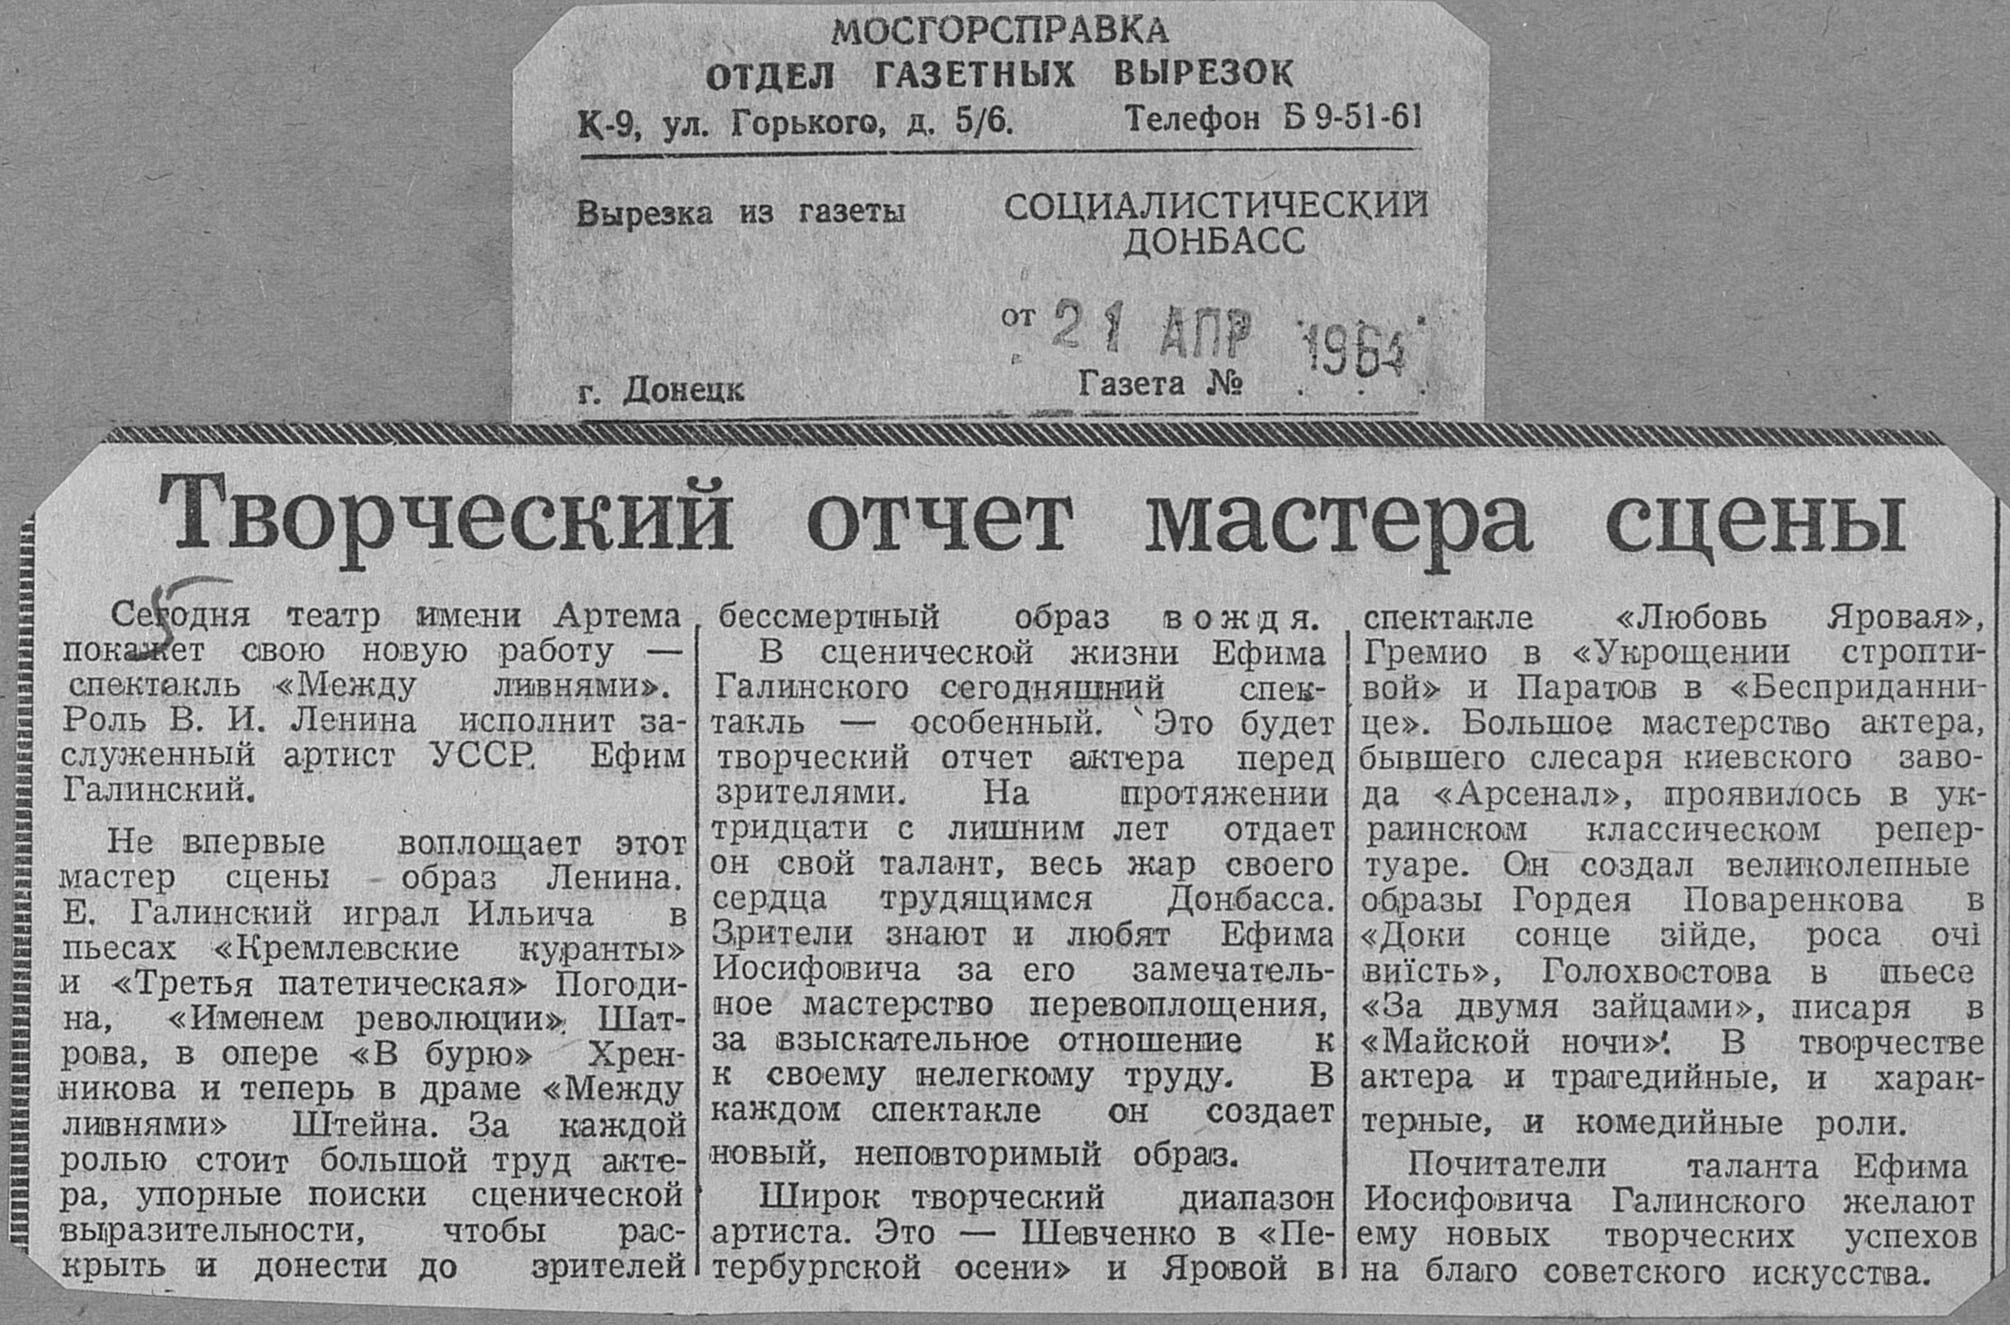 МОСГОРСПРАВКА
ОТДЕЛ ГАЗЕТНЫХ ВЫРЕЗОК
К-9, ул. Горького, д. 5/6. Телефон Б 9-51-61
Вырезка из газеты
СОЦИАЛИСТИЧЕСКИЙ
ДОНБАСС
от 21 АПР 1964
г. Донецк
Газета № . . .
Творческий отчет мастера сцены
Сегодня театр имени Артема
покажет свою новую работу —
спектакль «Между ливнями».
Роль В. И. Ленина исполнит за-
служенный артист УССР Ефим
Галинский.
Не впервые воплощает этот
мастер сцены образ Ленина.
Е. Галинский играл Ильича в
пьесах «Кремлевские куранты»
и «Третья патетическая» Погоди-
на, «Именем революции» Шат-
рова, в опере «В бурю» Хрен-
никова и теперь в драме «Между
ливнями» Штейна. За каждой
ролью стоит большой труд акте-
ра, упорные поиски сценической
выразительности, чтобы рас-
крыть и донести до зрителей
бессмертный образ вождя.
В сценической жизни Ефима
Галинского сегодняшний спек-
такль — особенный. Это будет
творческий отчет актера перед
зрителями. На протяжении
тридцати с лишним лет отдает
он свой талант, весь жар своего
сердца трудящимся Донбасса.
Зрители знают и любят Ефима
Иосифовича за его замечатель-
ное мастерство перевоплощения,
за взыскательное отношение к
к своему нелегкому труду. В
каждом спектакле он создает
новый, неповторимый образ.
Широк творческий диапазон
артиста. Это — Шевченко в «Пе-
тербургской осени» и Яровой в
спектакле «Любовь Яровая»,
Гремио в «Укрощении стропти-
вой» и Паратов в «Бесприданни-
це». Большое мастерство актера,
бывшего слесаря киевского заво-
да «Арсенал», проявилось в ук-
раинском классическом репер-
туаре. Он создал великолепные
образы Гордея Поваренкова в
«Доки сонце зійде, роса очі
виїсть», Голохвостова в пьесе
«За двумя зайцами», писаря в
«Майской ночи». В творчестве
актера и трагедийные, и харак-
терные, и комедийные роли.
Почитатели таланта Ефима
Иосифовича Галинского желают
ему новых творческих успехов
на благо советского искусства.